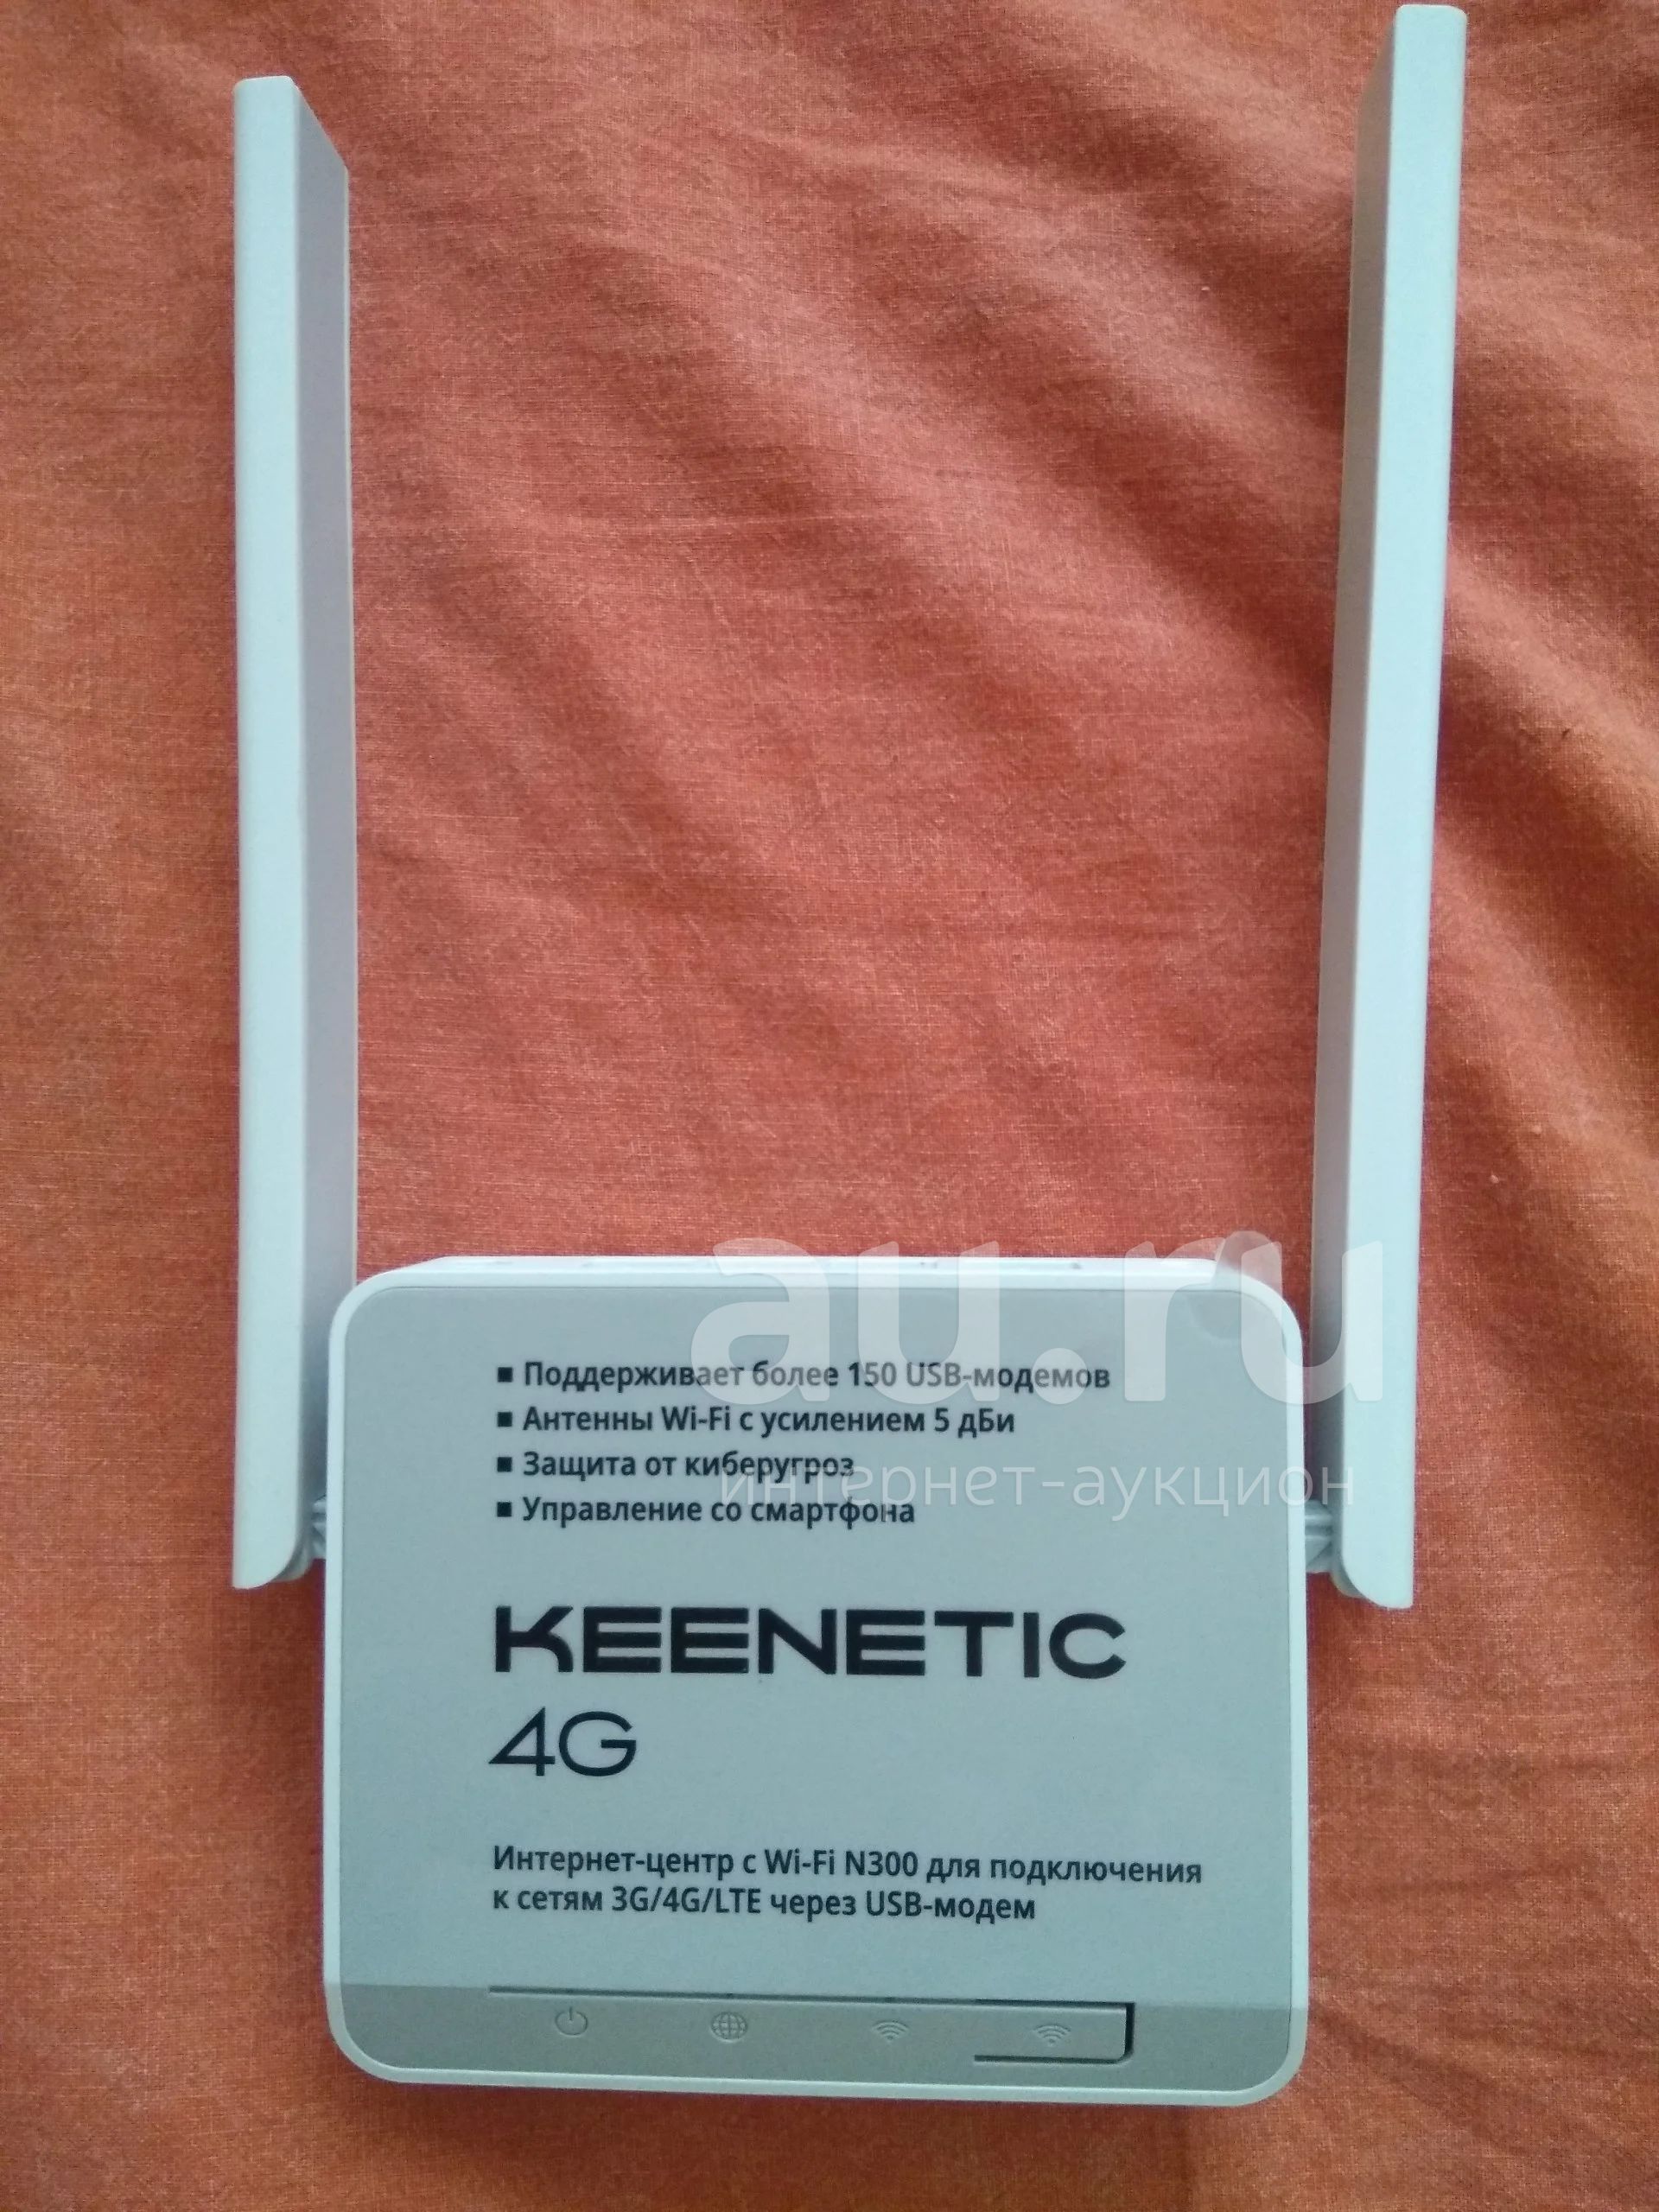 au.ru
▪ Поддерживает более 150 USB-модемов
▪ Антенны Wi-Fi с усилением 5 дБи
▪ Защита от киберугроз
интернет-аукцион
▪ Управление со смартфона
KEENETIC
4G
Интернет-центр с Wi-Fi N300 для подключения
к сетям 3G/4G/LTE через USB-модем